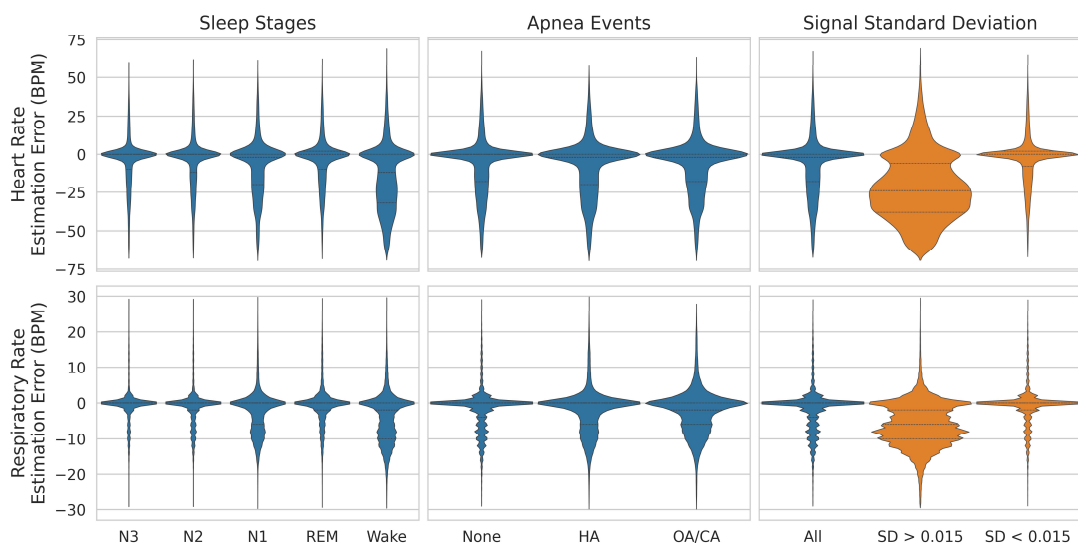 Sleep Stages
Apnea Events
Signal Standard Deviation
Heart Rate
Estimation Error (BPM)
75
50
25
0
−25
−50
−75
Respiratory Rate
Estimation Error (BPM)
30
20
10
0
−10
−20
−30
N3 N2 N1 REM Wake
None HA OA/CA
All SD > 0.015 SD < 0.015